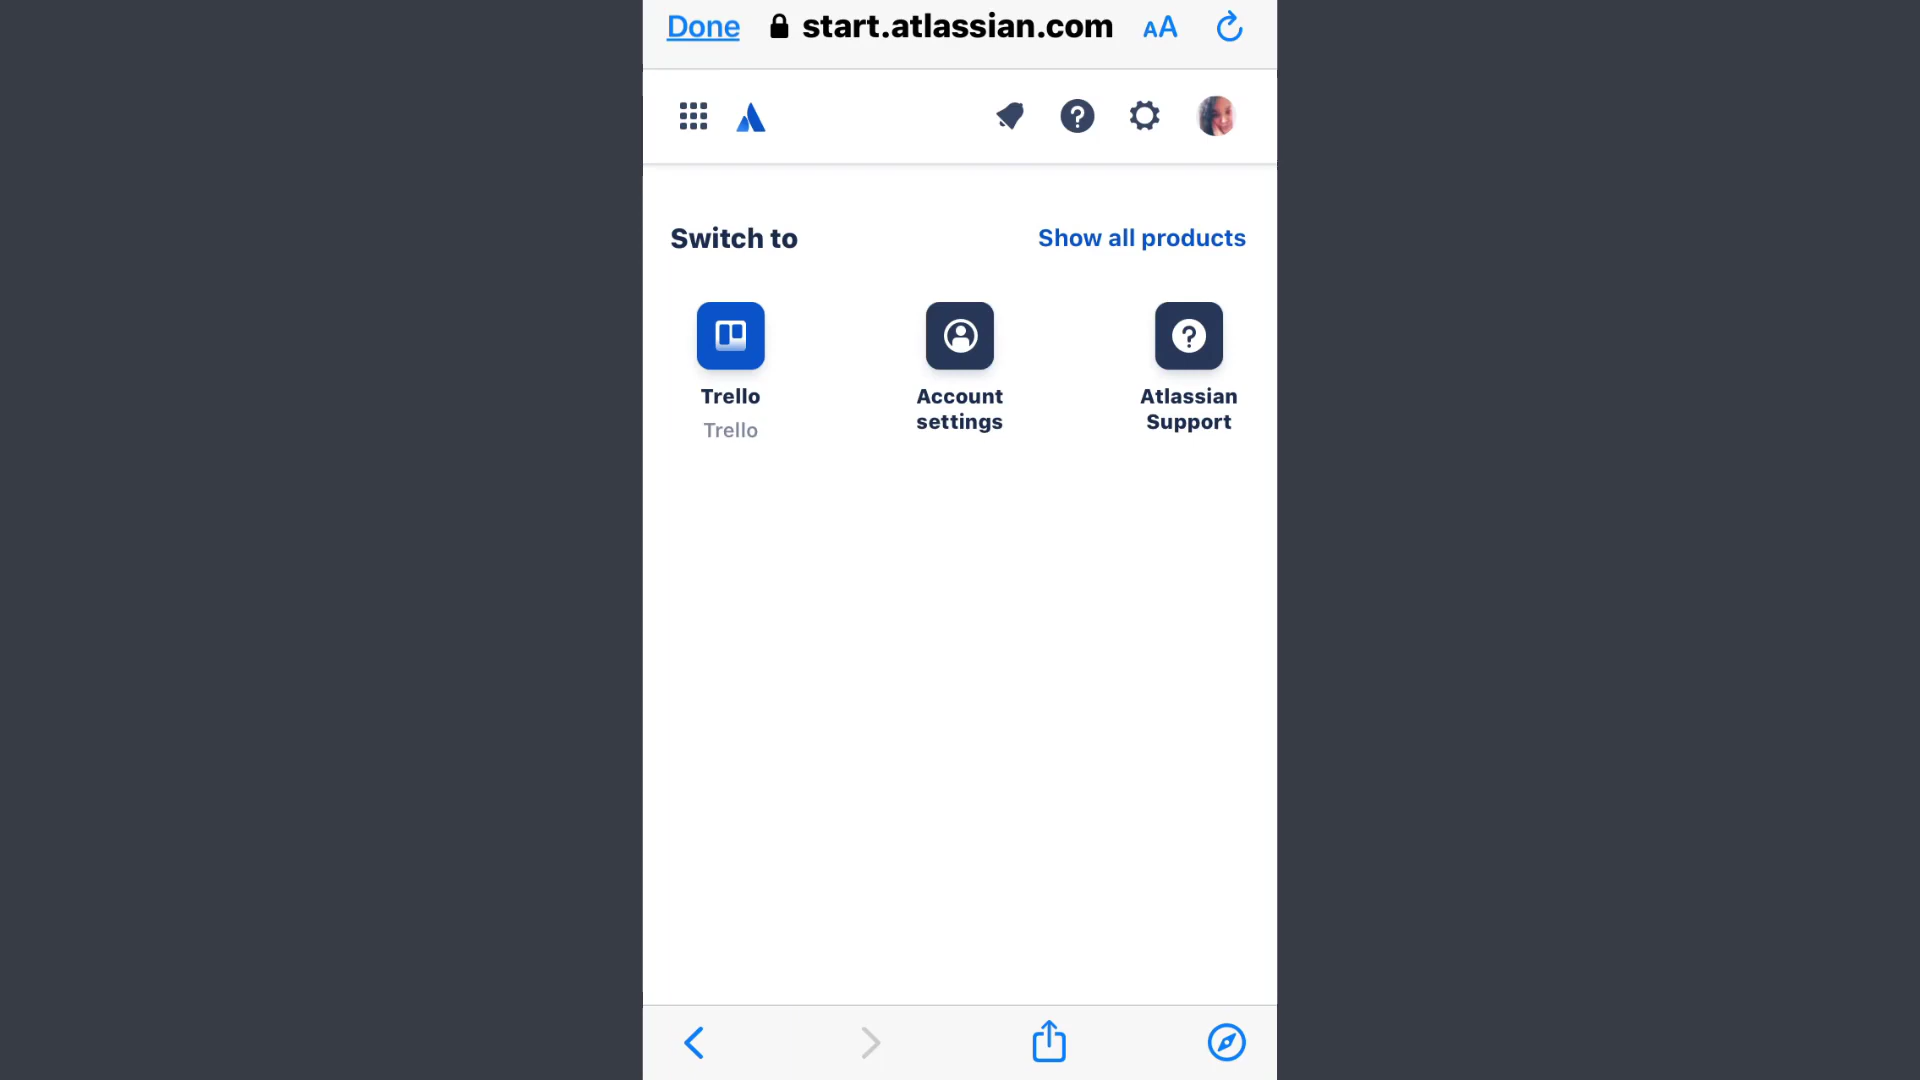 Done start.atlassian.com AA
Switch to Show all products
Trello Account settings Atlassian Support
Trello